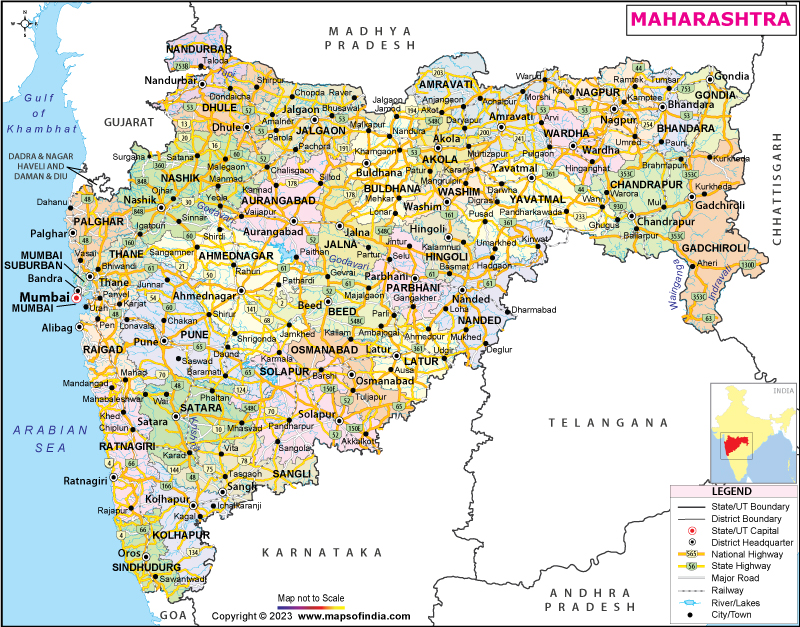 MAHARASHTRA
N
W
E
S
MADHYA
PRADESH
Gulf
of
Khambhat
GUJARAT
DADRA & NAGAR
HAVELI AND
DAMAN & DIU
CHHATTISGARH
NANDURBAR
Taloda
753B
Nandurbar
Tapi
Shirpur
Dondaicha
DHULE
Dhule
Chopda
Raver
Jalgaon
Bhusawal
Amalner
JALGAON
Parola
Pachora
Malkapur
Jalgaon
Jamod
AMRAVATI
Anjangaon
Achalpur
Akot
Daryapur
Nandura
Akola
Amravati
Warud
Morshi
Katol
NAGPUR
Ramtek
Tumsar
Kamptee
Nagpur
Gondia
GONDIA
Bhandara
BHANDARA
Arvi
WARDHA
Wardha
Umred
Pauni
Pulgaon
Hinganghat
Kurkheda
Brahmapuri
Surgana
Satana
Malegaon
Manmad
NASHIK
Ojhar
Nashik
Yeola
Igatpuri
Sinnar
Godavari
Shirdi
Chalisgaon
Kannad
Sillod
AURANGABAD
Vaijapur
Aurangabad
Khamgaon
Buldhana
BULDHANA
Mehkar
Lonar
AKOLA
Patur
Murtizapur
Karanja
Mangrulpir
WASHIM
Washim
Darwha
Digras
Pusad
Yavatmal
YAVATMAL
Pandharkawada
Wani
CHANDRAPUR
Warora
Mul
Chandrapur
Ghugus
Ballarpur
Kurkheda
Gadchiroli
GADCHIROLI
Aheri
Wainganga
Indravati
Dahanu
PALGHAR
Palghar
Vasai
THANE
Bhiwandi
Thane
MUMBAI
SUBURBAN
Bandra
Mumbai
MUMBAI
Panvel
Uran
Karjat
Alibag
Pen
Lonavala
RAIGAD
Mahad
Mandangad
Mahabaleshwar
Khed
Chiplun
RATNAGIRI
Ratnagiri
Rajapur
Sangamner
AHMEDNAGAR
Rahuri
Junnar
Ahmednagar
Pathardi
Chakan
Shirur
PUNE
Pune
Saswad
Daund
Shrigonda
Baramati
Jamkhed
Karmala
Jalna
JALNA
Partur
Paithan
Godavari
Gevrai
Beed
BEED
Majalgaon
Kallam
Parli
Ambajogai
Hingoli
Kalamnuri
HINGOLI
Jintur
Selu
Basmat
Parbhani
PARBHANI
Gangakher
Umarkhed
Kinwat
Hadgaon
Nanded
NANDED
Loha
Mukhed
Dharmabad
Deglur
Ahmedpur
Udgir
Latur
LATUR
Ausa
OSMANABAD
Osmanabad
Tuljapur
SOLAPUR
Barshi
Solapur
Akkalkot
Pandharpur
Sangola
Phaltan
Wai
SATARA
Satara
Krishna
Mhasvad
Karad
Vita
Tasgaon
SANGLI
Sangli
Ichalkaranji
Kolhapur
Kagal
KOLHAPUR
Oros
SINDHUDURG
Sawantwadi
ARABIAN
SEA
TELANGANA
KARNATAKA
ANDHRA
PRADESH
GOA
INDIA
LEGEND
State/UT Boundary
District Boundary
State/UT Capital
District Headquarter
565 National Highway
56 State Highway
Major Road
Railway
River/Lakes
City/Town
Map not to Scale
Copyright © 2023 www.mapsofindia.com